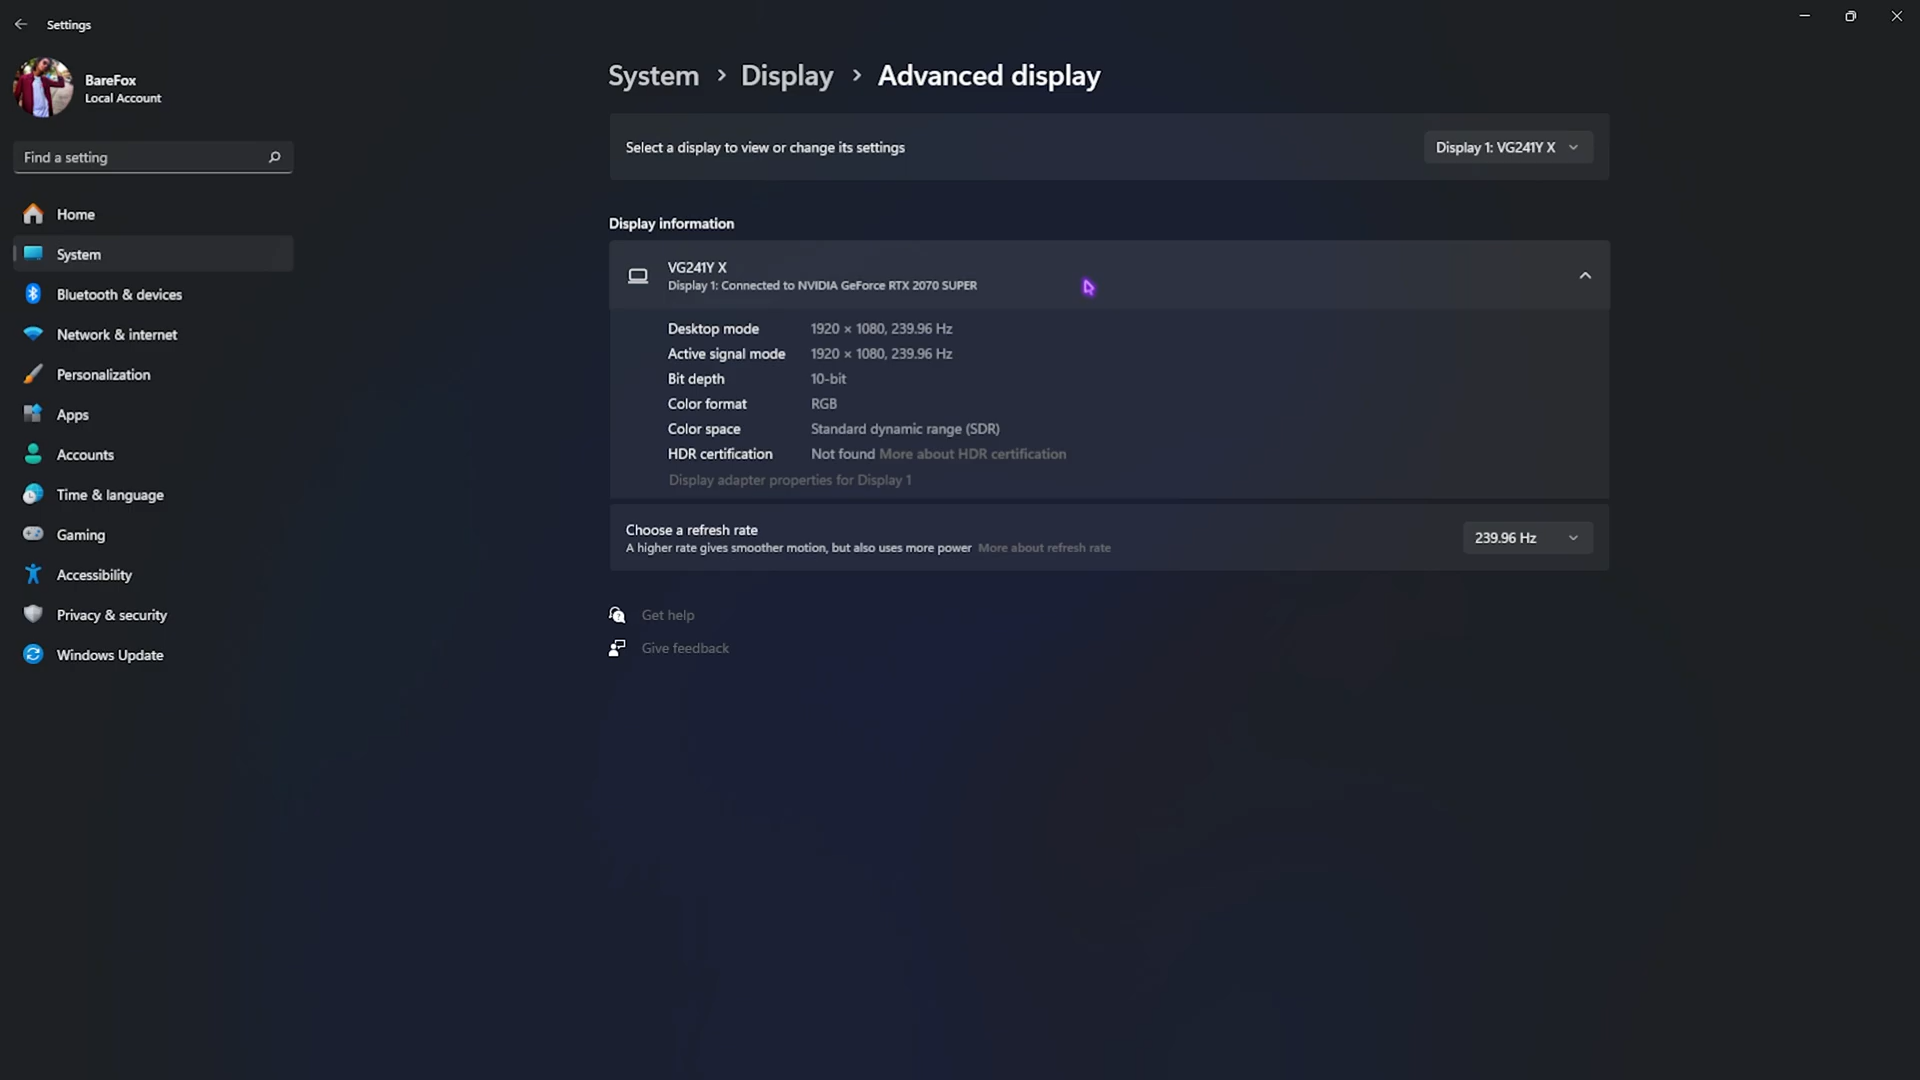 Settings
BareFox
Local Account
Find a setting
Home
System
Bluetooth & devices
Network & internet
Personalization
Apps
Accounts
Time & language
Gaming
Accessibility
Privacy & security
Windows Update
System > Display > Advanced display
Select a display to view or change its settings
Display 1: VG241Y X
Display information
VG241Y X
Display 1: Connected to NVIDIA GeForce RTX 2070 SUPER
Desktop mode 1920 × 1080, 239.96 Hz
Active signal mode 1920 × 1080, 239.96 Hz
Bit depth 10-bit
Color format RGB
Color space Standard dynamic range (SDR)
HDR certification Not found More about HDR certification
Display adapter properties for Display 1
Choose a refresh rate
A higher rate gives smoother motion, but also uses more power More about refresh rate
239.96 Hz
Get help
Give feedback